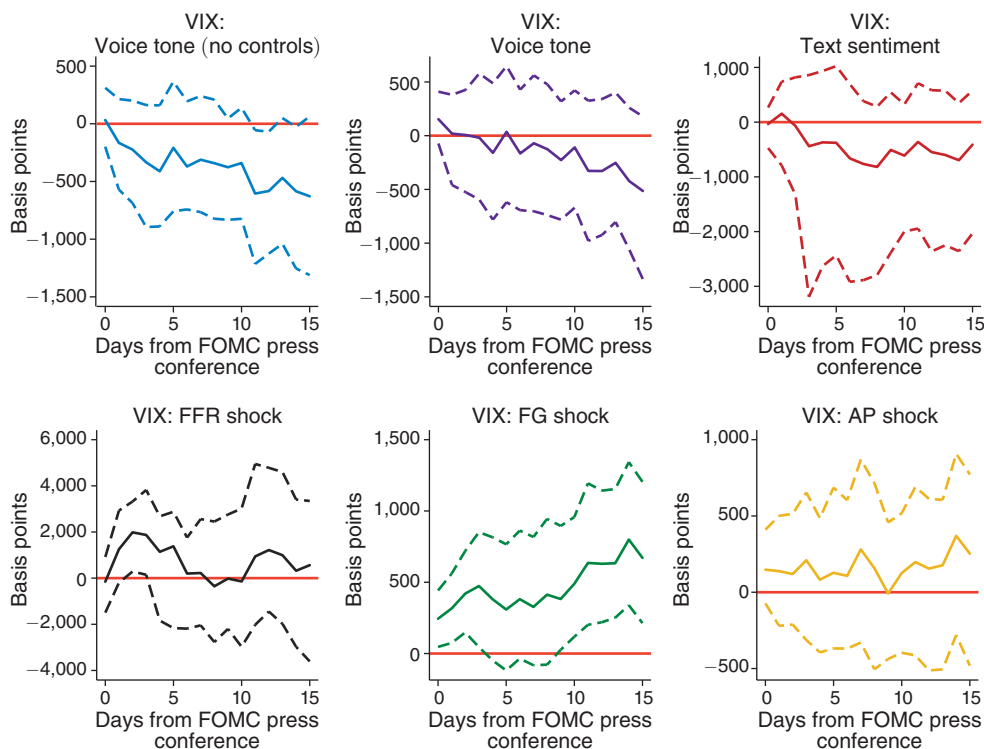 VIX:
Voice tone (no controls)
500
0
−500
−1,000
−1,500
Basis points
0 5 10 15
Days from FOMC press
conference
VIX:
Voice tone
500
0
−500
−1,000
−1,500
Basis points
0 5 10 15
Days from FOMC press
conference
VIX:
Text sentiment
1,000
0
−1,000
−2,000
−3,000
Basis points
0 5 10 15
Days from FOMC press
conference
VIX: FFR shock
6,000
4,000
2,000
0
−2,000
−4,000
Basis points
0 5 10 15
Days from FOMC press
conference
VIX: FG shock
1,500
1,000
500
0
Basis points
0 5 10 15
Days from FOMC press
conference
VIX: AP shock
1,000
500
0
−500
Basis points
0 5 10 15
Days from FOMC press
conference